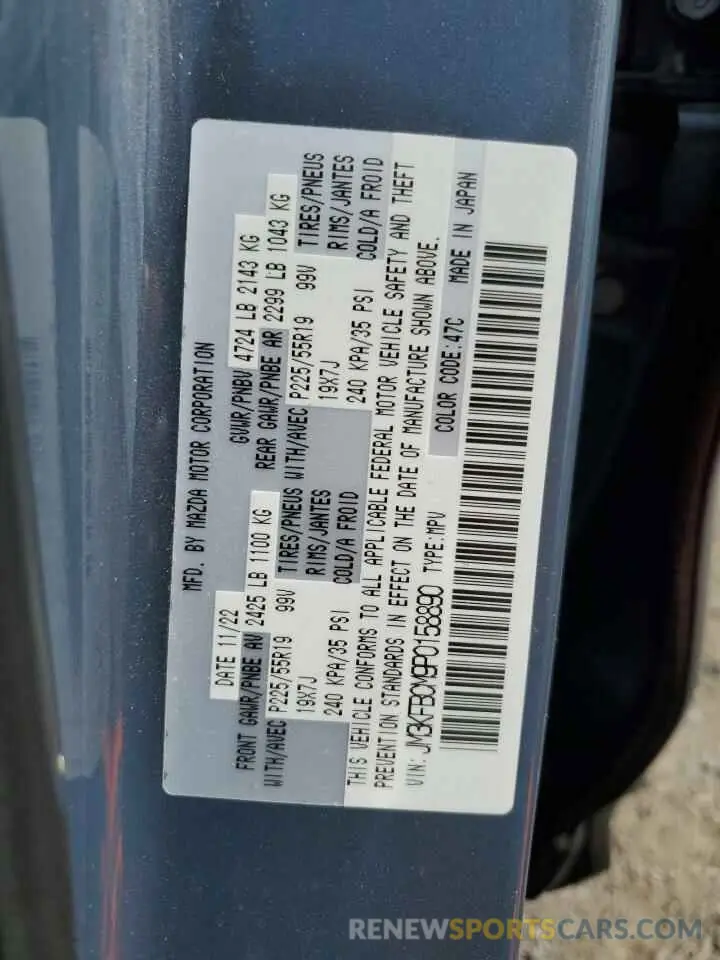 MFD. BY MAZDA MOTOR CORPORATION
DATE 11/22 GVWR/PNBV 4724 LB 2143 KG
FRONT GAWR/PNBE AV 2425 LB 1100 KG REAR GAWR/PNBE AR 2299 LB 1043 KG
WITH/AVEC P225/55R19 99V TIRES/PNEUS WITH/AVEC P225/55R19 99V TIRES/PNEUS
19X7J RIMS/JANTES 19X7J RIMS/JANTES
240 KPA/35 PSI COLD/A FROID 240 KPA/35 PSI COLD/A FROID
THIS VEHICLE CONFORMS TO ALL APPLICABLE FEDERAL MOTOR VEHICLE SAFETY AND THEFT
PREVENTION STANDARDS IN EFFECT ON THE DATE OF MANUFACTURE SHOWN ABOVE.
VIN: JM3KFBCM9P0158890 TYPE:MPV COLOR CODE:47C MADE IN JAPAN
RENEWSPORTSCARS.COM